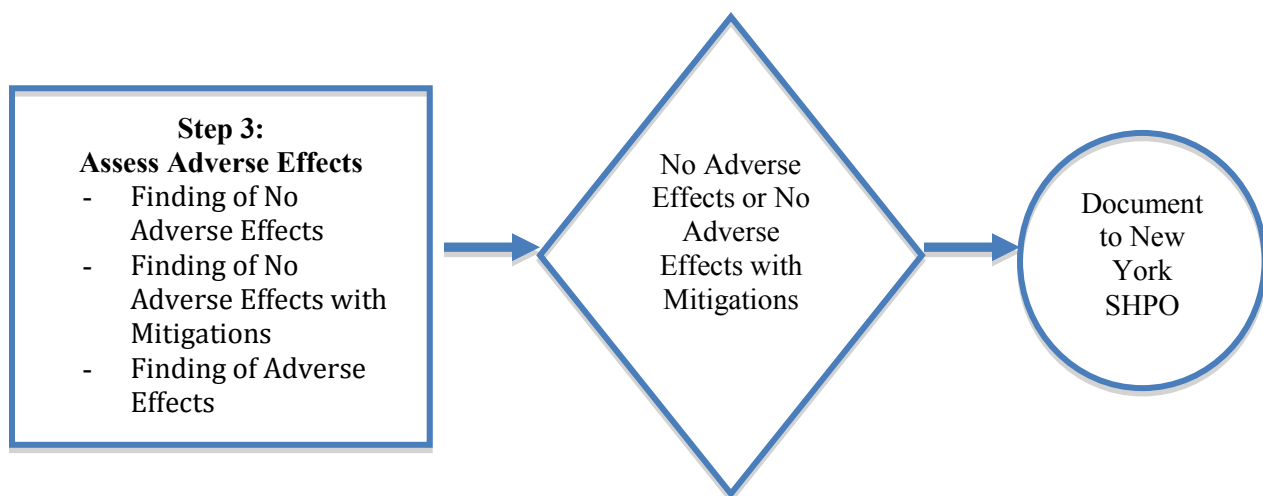 Step 3:
Assess Adverse Effects
- Finding of No
Adverse Effects
- Finding of No
Adverse Effects with
Mitigations
- Finding of Adverse
Effects
No Adverse
Effects or No
Adverse
Effects with
Mitigations
Document
to New
York
SHPO